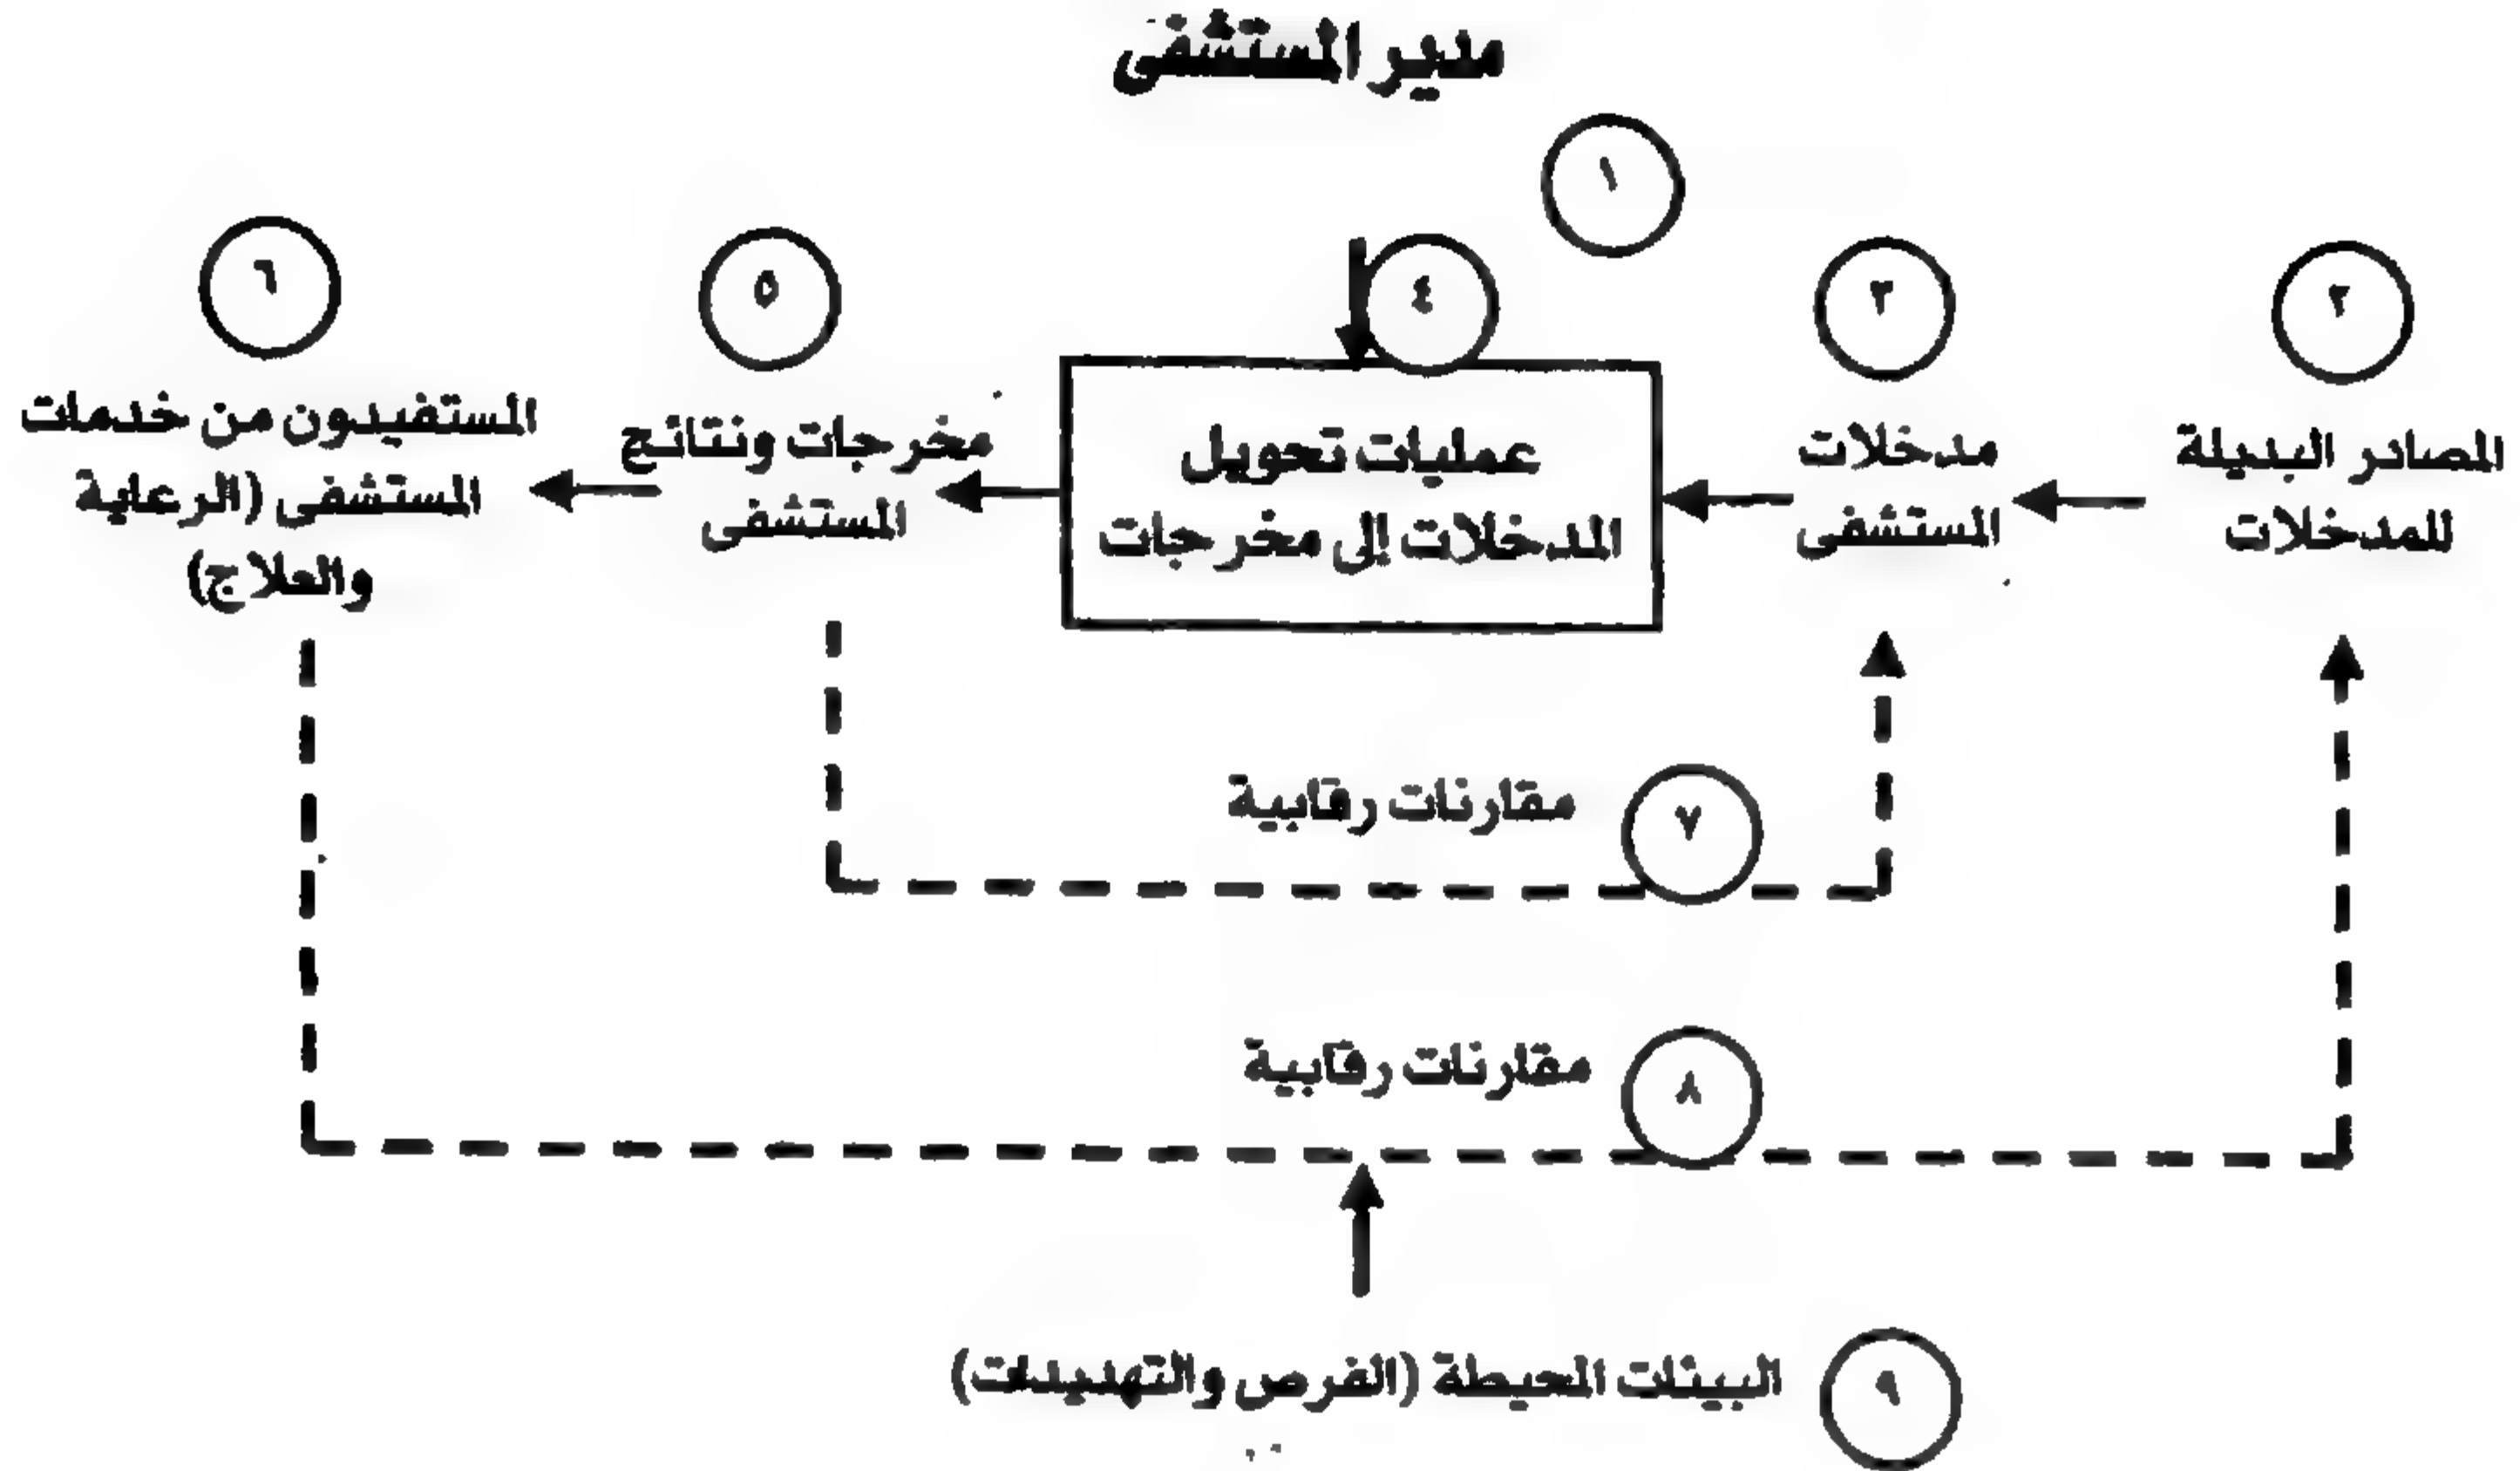 مدير المستشفى
١
٢
المصادر البديلة
للمدخلات
٣
مدخلات
المستشفى
٤
عمليات تحويل
المدخلات إلى مخرجات
٥
مخرجات ونتائج
المستشفى
٦
المستفيدون من خدمات
المستشفى (الرعاية
والعلاج)
٧
مقارنات رقابية
٨
مقارنات رقابية
٩
البيئات المحيطة (الفرص والتهديدات)